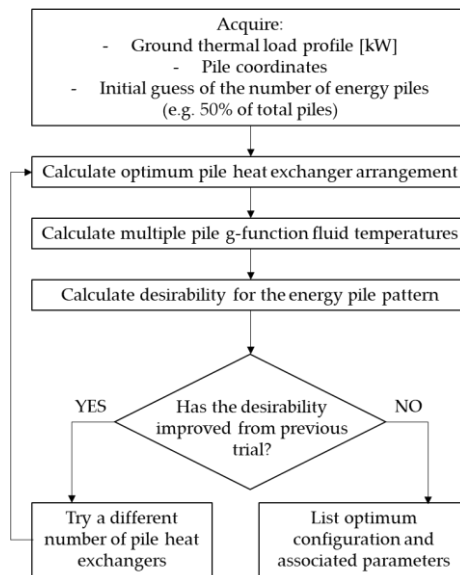 Acquire:
- Ground thermal load profile [kW]
- Pile coordinates
- Initial guess of the number of energy piles
(e.g. 50% of total piles)
Calculate optimum pile heat exchanger arrangement
Calculate multiple pile g-function fluid temperatures
Calculate desirability for the energy pile pattern
YES
Has the desirability
improved from previous
trial?
NO
Try a different
number of pile heat
exchangers
List optimum
configuration and
associated parameters